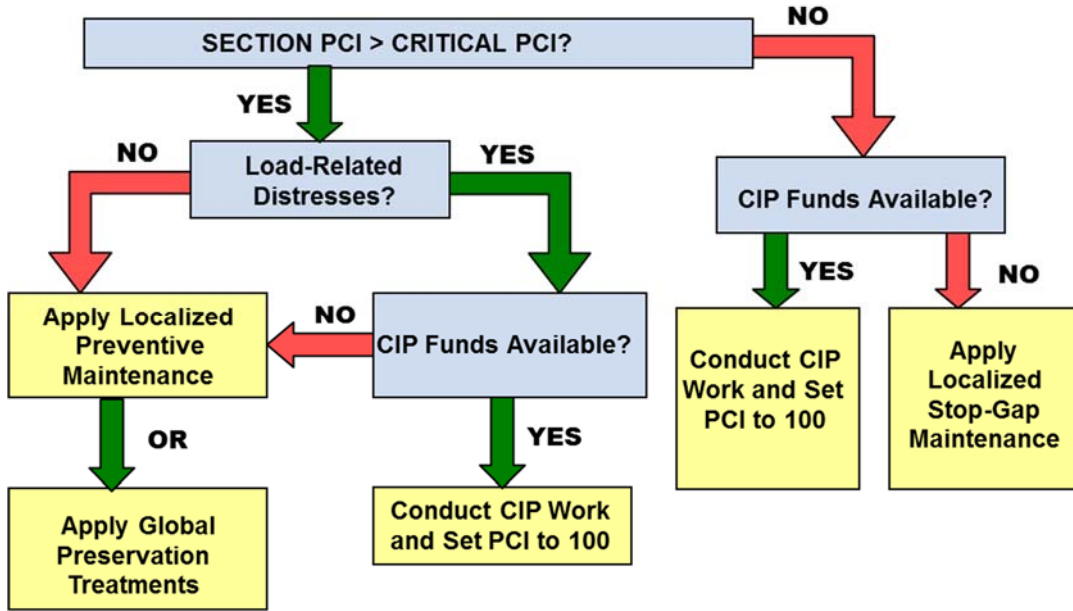 SECTION PCI > CRITICAL PCI?
NO
YES
NO
Load-Related
Distresses?
YES
CIP Funds Available?
YES
NO
Apply Localized
Preventive
Maintenance
NO
CIP Funds Available?
Conduct CIP
Work and Set
PCI to 100
Apply
Localized
Stop-Gap
Maintenance
OR
YES
Apply Global
Preservation
Treatments
Conduct CIP Work
and Set PCI to 100